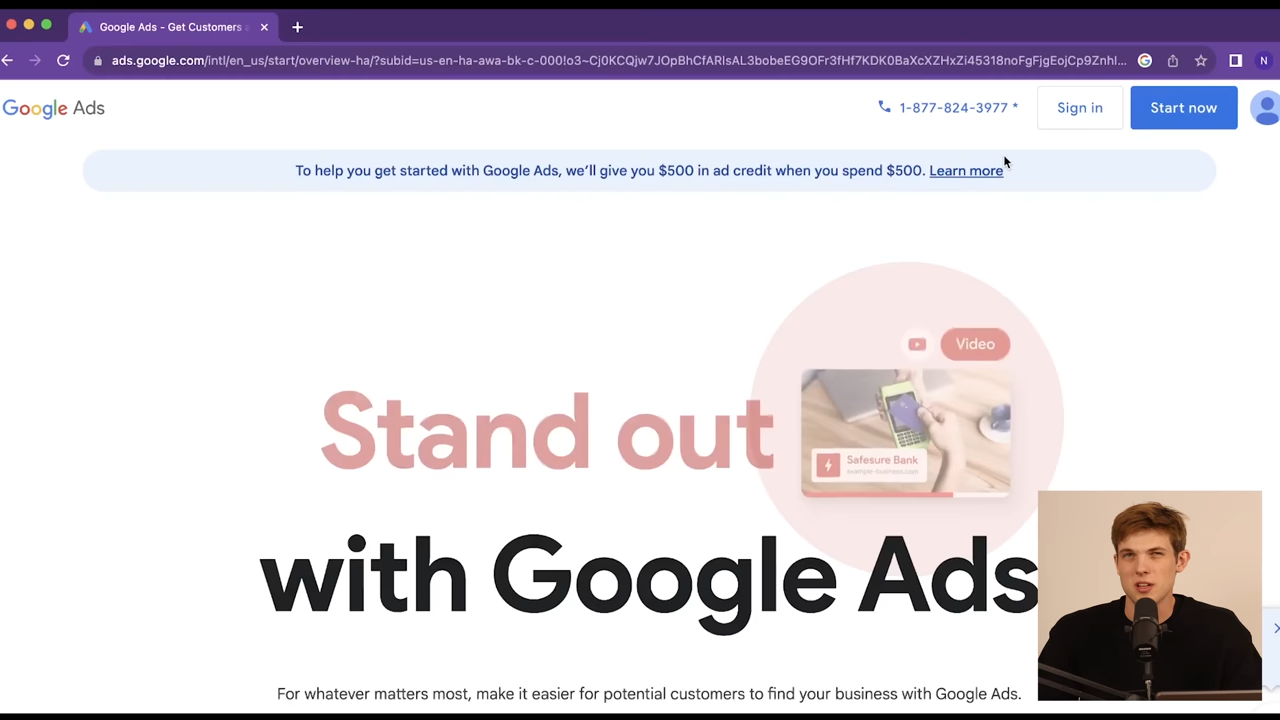 Google Ads - Get Customers
ads.google.com/intl/en_us/start/overview-ha/?subid=us-en-ha-awa-bk-c-000!o3~
N
Google Ads
1-877-824-3977 *
Sign in
Start now
To help you get started with Google Ads, we’ll give you $500 in ad credit when you spend $500. Learn more
Video
Stand out
Safesure Bank
example-business.com
with Google Ads
For whatever matters most, make it easier for potential customers to find your business with Google Ads.